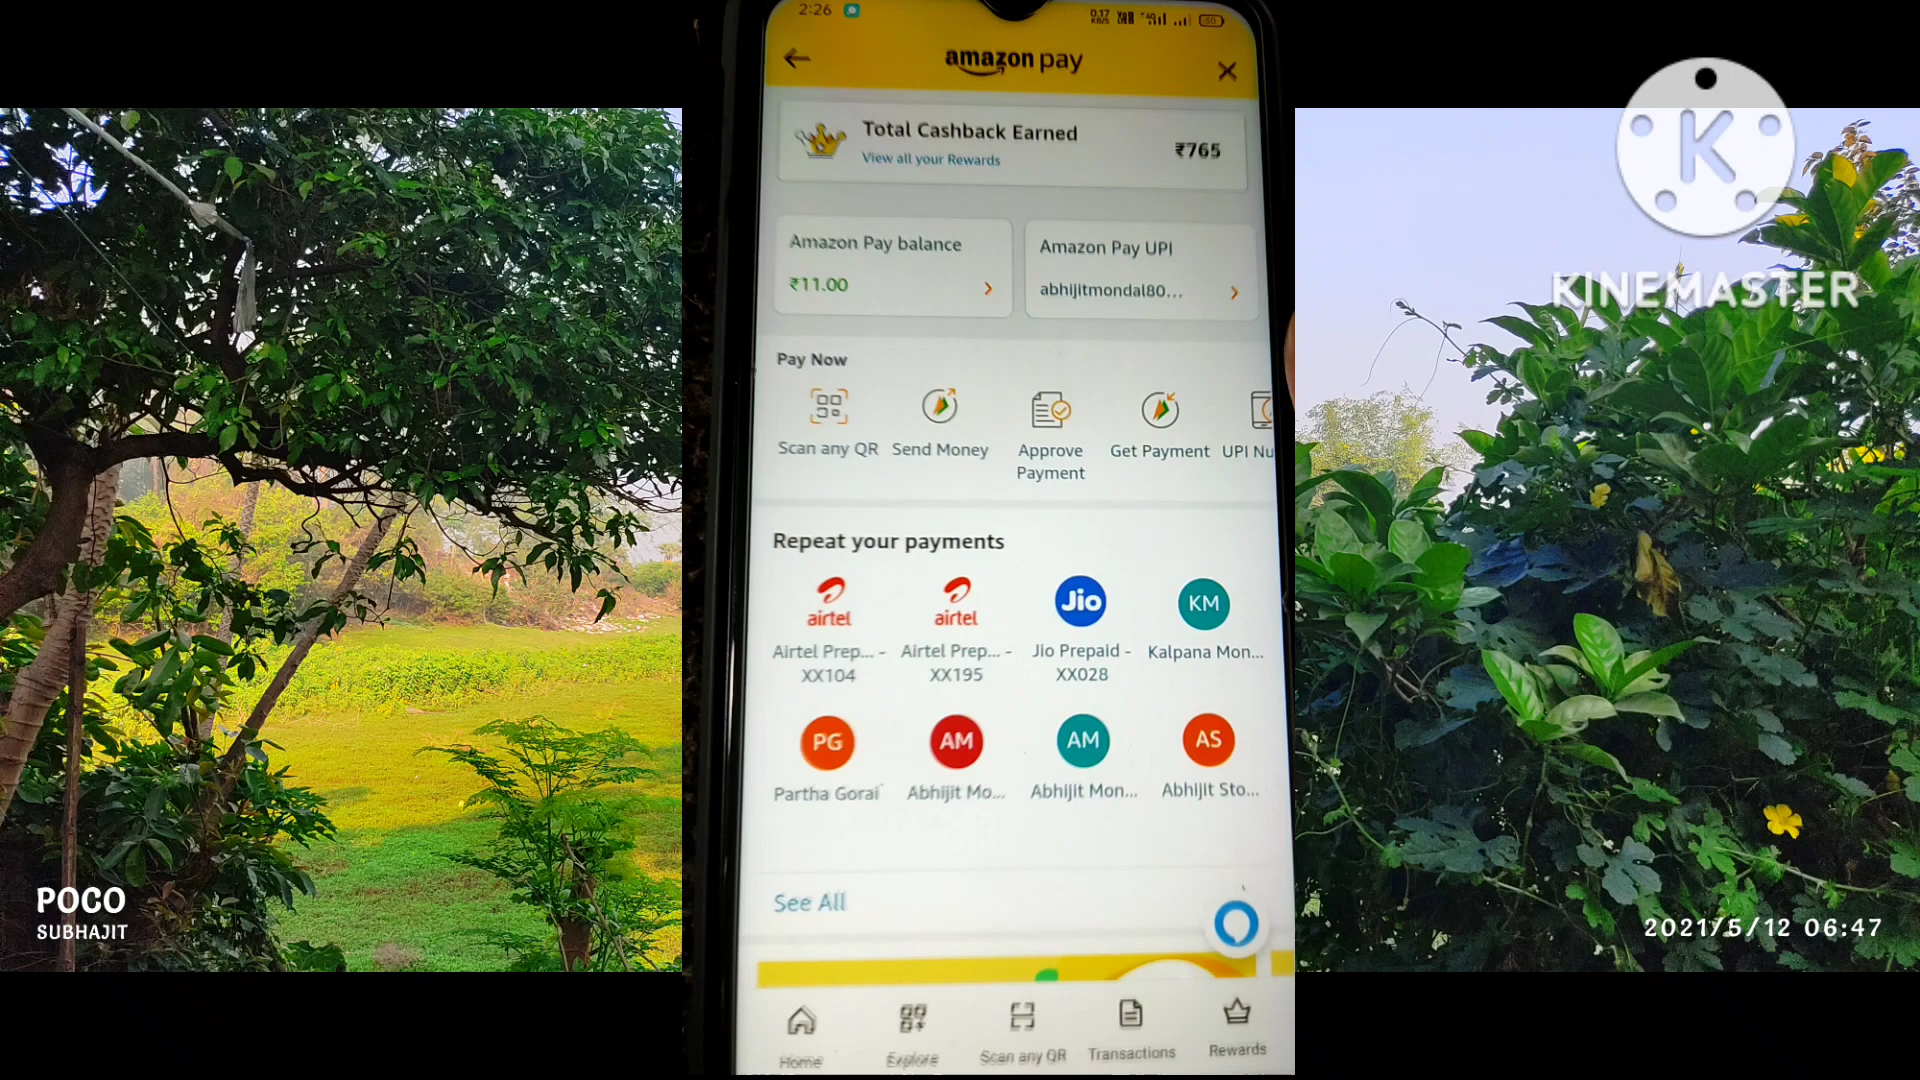 2:26
0.17
KB/S
4G
amazon pay
Total Cashback Earned
View all your Rewards
₹765
Amazon Pay balance
₹11.00
Amazon Pay UPI
abhijitmondal80...
Pay Now
Scan any QR
Send Money
Approve
Payment
Get Payment
UPI Nu
Repeat your payments
airtel
airtel
Jio
KM
Airtel Prep... -
XX104
Airtel Prep... -
XX195
Jio Prepaid -
XX028
Kalpana Mon...
PG
AM
AM
AS
Partha Gorai
Abhijit Mo...
Abhijit Mon...
Abhijit Sto...
See All
Home
Explore
Scan any QR
Transactions
Rewards
K
KINEMASTER
POCO
SUBHAJIT
2021/5/12 06:47